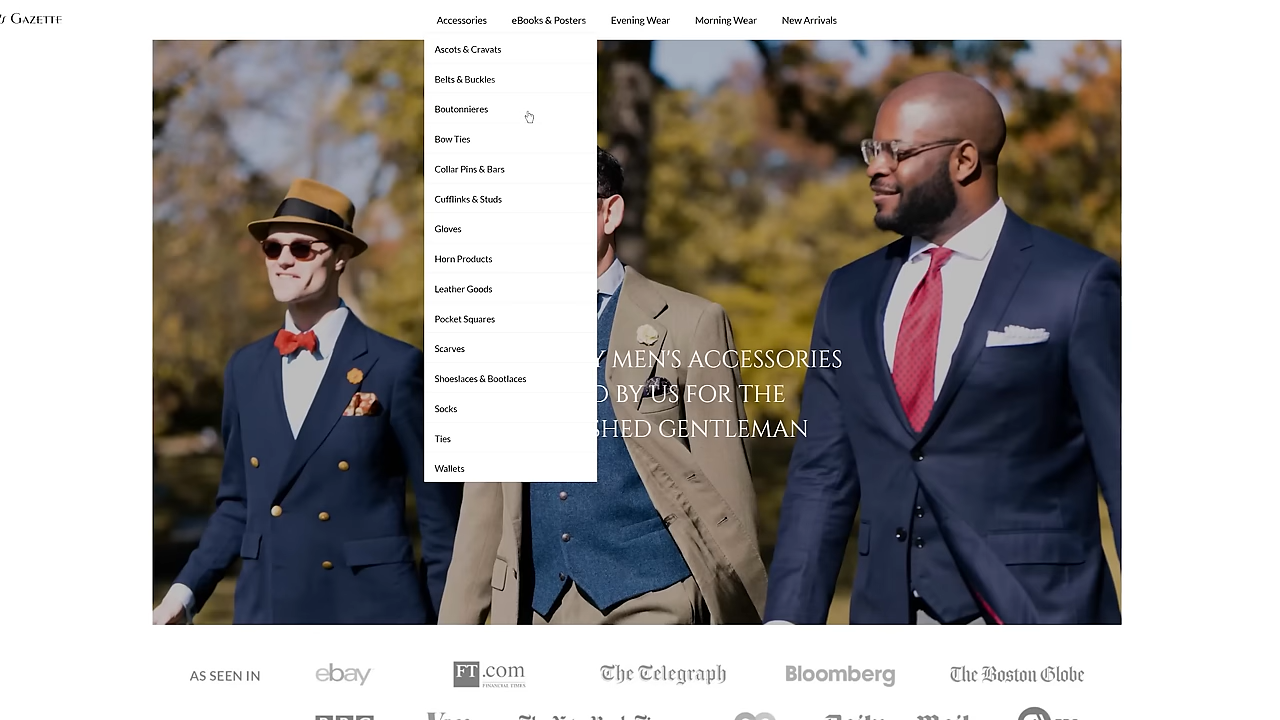 GAZETTE
Accessories eBooks & Posters Evening Wear Morning Wear New Arrivals
Ascots & Cravats
Belts & Buckles
Boutonnieres
Bow Ties
Collar Pins & Bars
Cufflinks & Studs
Gloves
Horn Products
Leather Goods
Pocket Squares
Scarves
Shoeslaces & Bootlaces
Socks
Ties
Wallets
MEN'S ACCESSORIES
BY US FOR THE
GENTLEMAN
AS SEEN IN ebay FT.com The Telegraph Bloomberg The Boston Globe
FINANCIAL TIMES